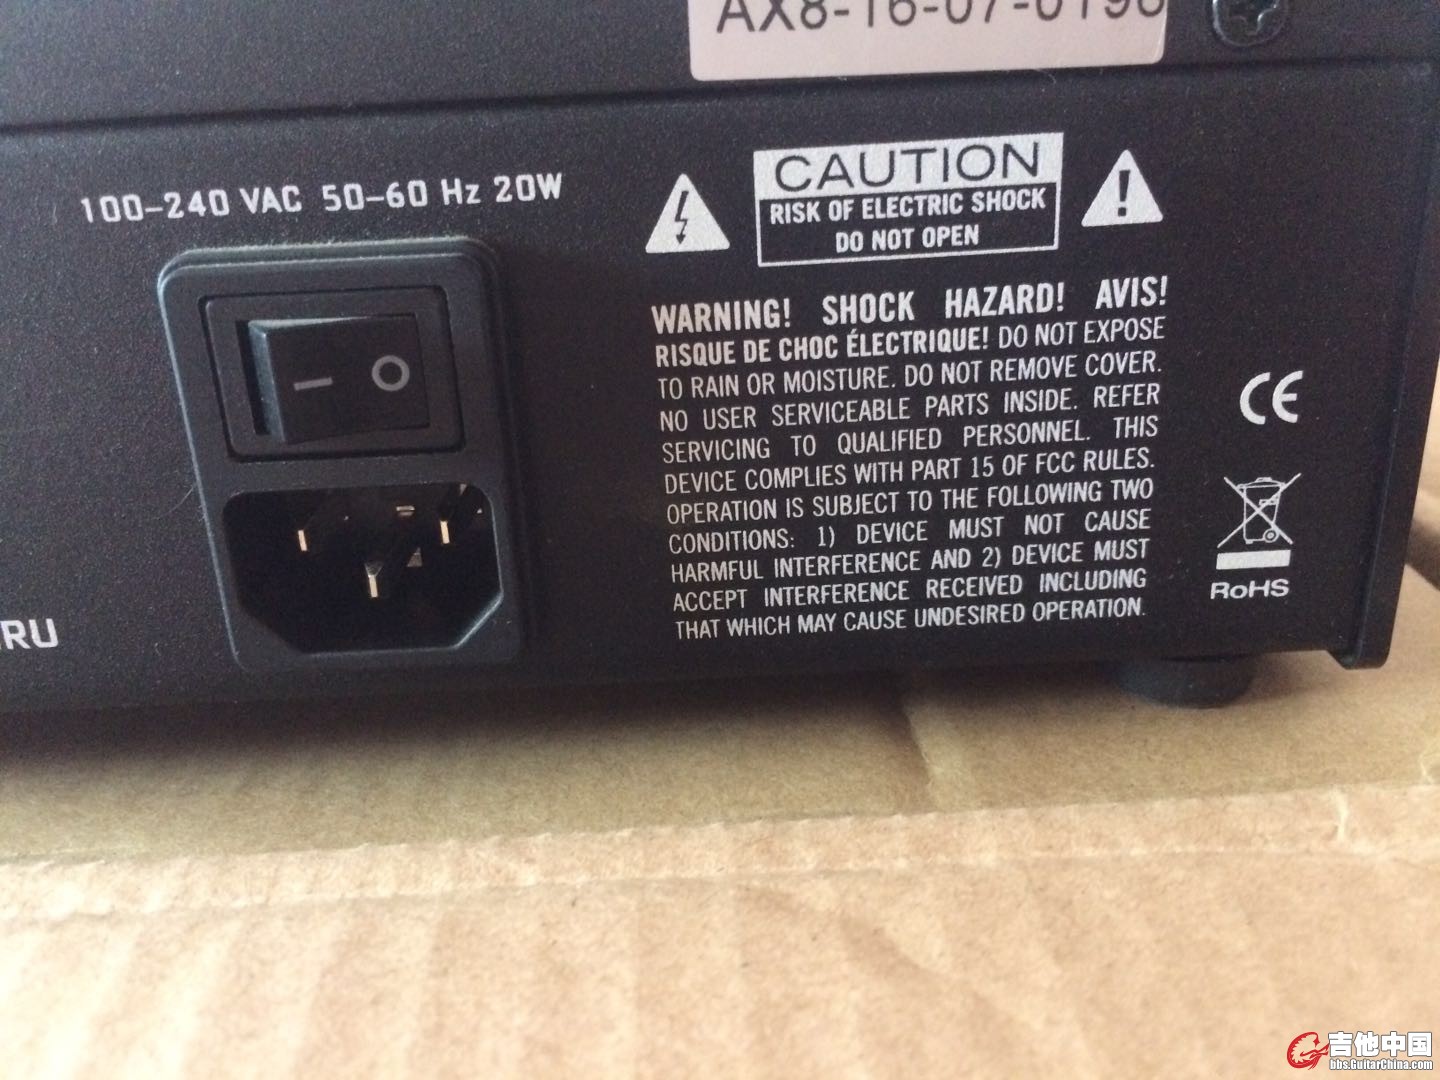 AX8-16-07-0196
100-240 VAC 50-60 Hz 20W
CAUTION
RISK OF ELECTRIC SHOCK
DO NOT OPEN
WARNING! SHOCK HAZARD! AVIS!
RISQUE DE CHOC ÉLECTRIQUE! DO NOT EXPOSE
TO RAIN OR MOISTURE. DO NOT REMOVE COVER.
NO USER SERVICEABLE PARTS INSIDE. REFER
SERVICING TO QUALIFIED PERSONNEL. THIS
DEVICE COMPLIES WITH PART 15 OF FCC RULES.
OPERATION IS SUBJECT TO THE FOLLOWING TWO
CONDITIONS: 1) DEVICE MUST NOT CAUSE
HARMFUL INTERFERENCE AND 2) DEVICE MUST
ACCEPT INTERFERENCE RECEIVED INCLUDING
THAT WHICH MAY CAUSE UNDESIRED OPERATION.
CE
RoHS
RU
吉他中国
bbs.GuitarChina.com